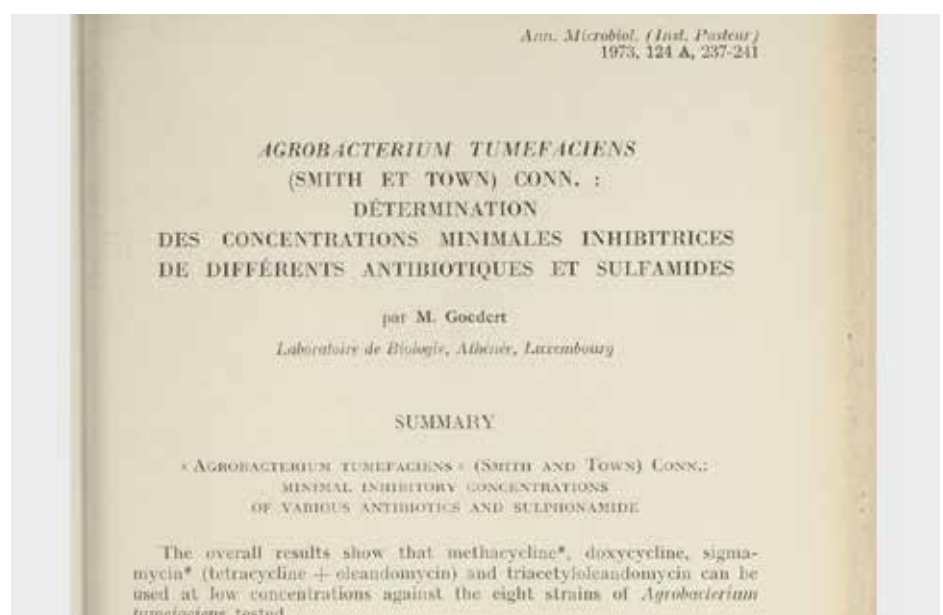 Ann. Microbiol. (Inst. Pasteur)
1973, 124 A, 237-241
AGROBACTERIUM TUMEFACIENS
(SMITH ET TOWN) CONN. :
DÉTERMINATION
DES CONCENTRATIONS MINIMALES INHIBITRICES
DE DIFFÉRENTS ANTIBIOTIQUES ET SULFAMIDES
par M. Goedert
Laboratoire de Biologie, Athénée, Luxembourg
SUMMARY
« AGROBACTERIUM TUMEFACIENS » (SMITH AND TOWN) CONN.:
MINIMAL INHIBITORY CONCENTRATIONS
OF VARIOUS ANTIBIOTICS AND SULPHONAMIDE
The overall results show that methacycline*, doxycycline, sigma-
mycin* (tetracycline + oleandomycin) and triacetyloleandomycin can be
used at low concentrations against the eight strains of Agrobacterium
tumefaciens tested.